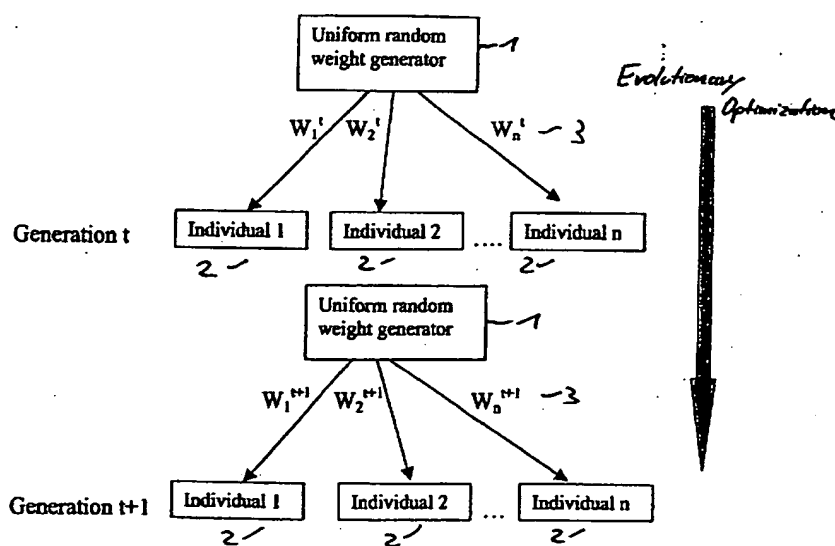 Uniform random
weight generator
1
Evolutionary
Optimization
W₁ᵗ W₂ᵗ Wₙᵗ 3
Generation t Individual 1 Individual 2 .... Individual n
2 2 2
Uniform random
weight generator
1
W₁ᵗ⁺¹ W₂ᵗ⁺¹ Wₙᵗ⁺¹ 3
Generation t+1 Individual 1 Individual 2 ... Individual n
2 2 2